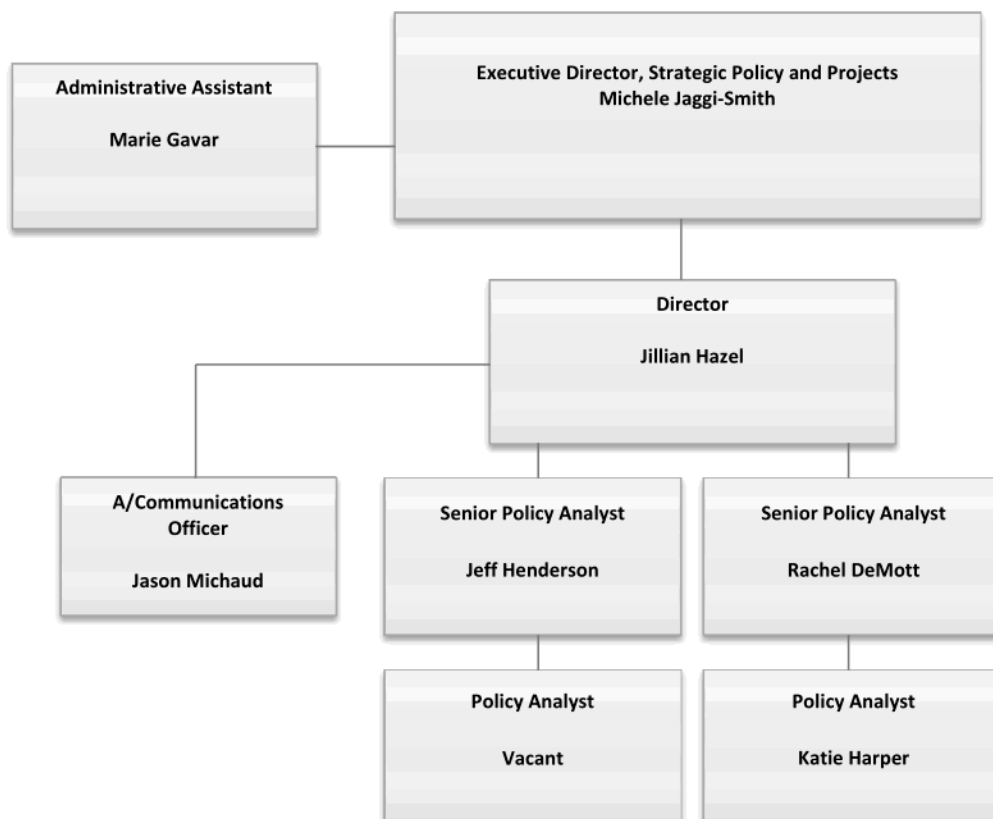 Executive Director, Strategic Policy and Projects
Michele Jaggi-Smith
Administrative Assistant
Marie Gavar
Director
Jillian Hazel
A/Communications
Officer
Jason Michaud
Senior Policy Analyst
Jeff Henderson
Senior Policy Analyst
Rachel DeMott
Policy Analyst
Vacant
Policy Analyst
Katie Harper